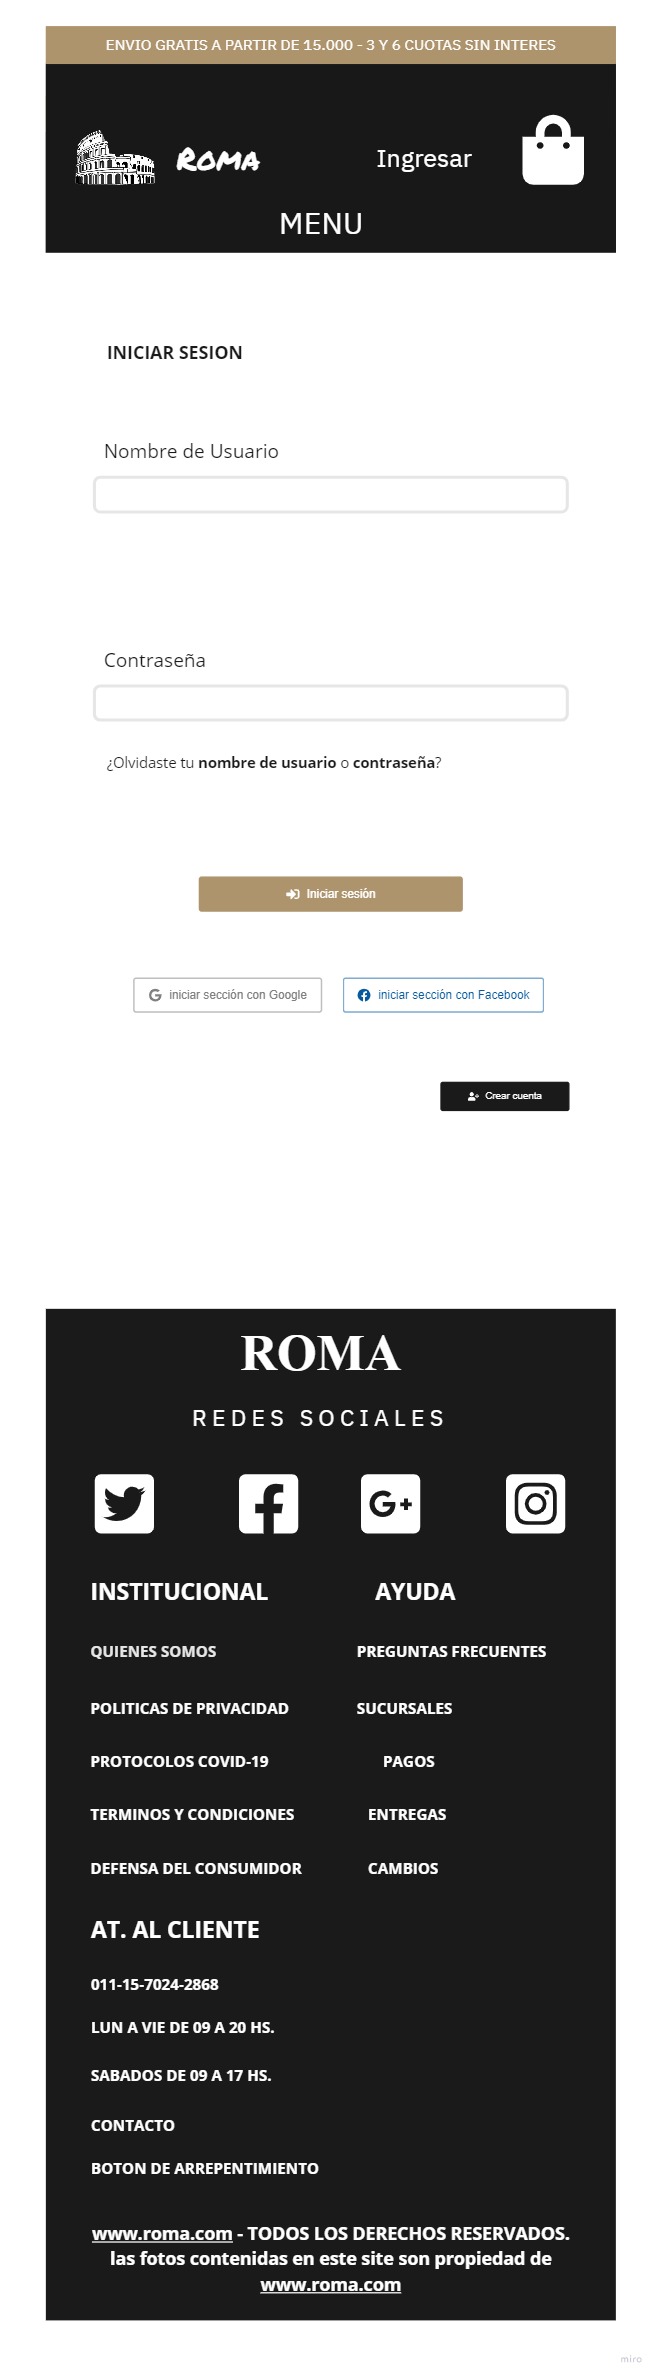 ENVIO GRATIS A PARTIR DE 15.000 - 3 Y 6 CUOTAS SIN INTERES
ROMA
Ingresar
MENU
INICIAR SESION
Nombre de Usuario
Contraseña
¿Olvidaste tu nombre de usuario o contraseña?
Iniciar sesión
iniciar sección con Google
iniciar sección con Facebook
Crear cuenta
ROMA
REDES SOCIALES
G+
INSTITUCIONAL
AYUDA
QUIENES SOMOS
PREGUNTAS FRECUENTES
POLITICAS DE PRIVACIDAD
SUCURSALES
PROTOCOLOS COVID-19
PAGOS
TERMINOS Y CONDICIONES
ENTREGAS
DEFENSA DEL CONSUMIDOR
CAMBIOS
AT. AL CLIENTE
011-15-7024-2868
LUN A VIE DE 09 A 20 HS.
SABADOS DE 09 A 17 HS.
CONTACTO
BOTON DE ARREPENTIMIENTO
www.roma.com - TODOS LOS DERECHOS RESERVADOS.
las fotos contenidas en este site son propiedad de
www.roma.com
miro